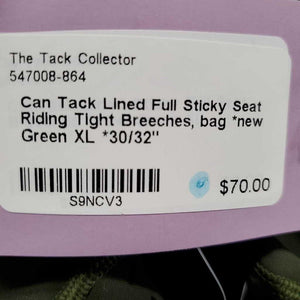 The Tack Collector
547008-864
Can Tack Lined Full Sticky Seat
Riding Tight Breeches, bag *new
Green XL *30/32"
$70.00
S9NCV3